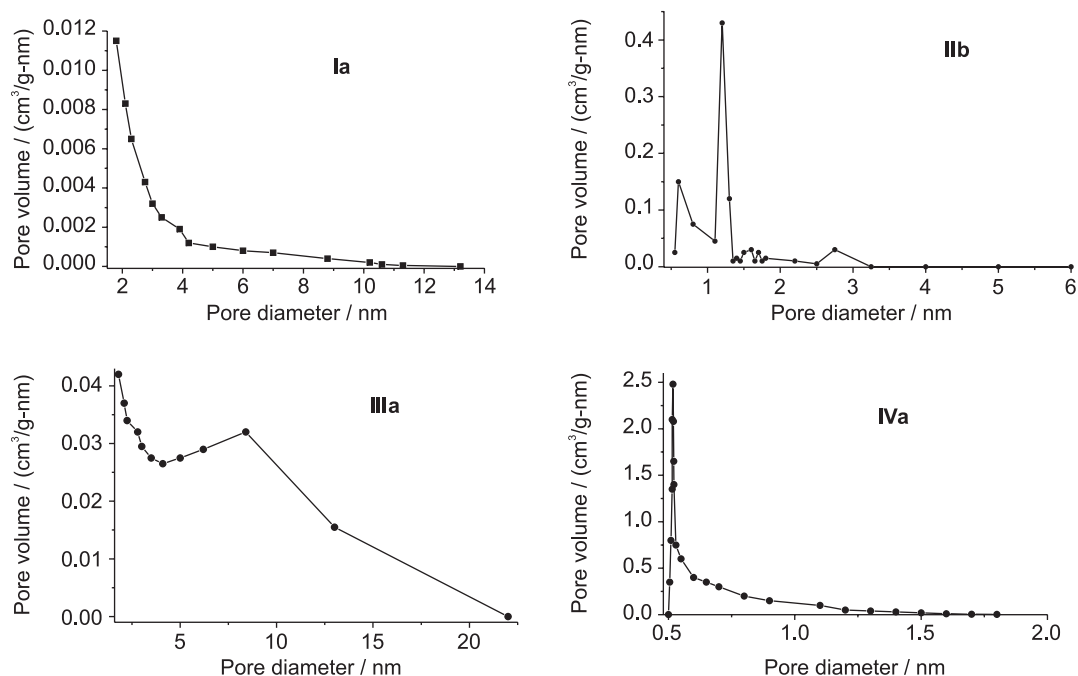 Ia
Pore volume / (cm³/g-nm)
0.012
0.010
0.008
0.006
0.004
0.002
0.000
2 4 6 8 10 12 14
Pore diameter / nm
IIb
Pore volume / (cm³/g-nm)
0.4
0.3
0.2
0.1
0.0
1 2 3 4 5 6
Pore diameter / nm
IIIa
Pore volume / (cm³/g-nm)
0.04
0.03
0.02
0.01
0.00
5 10 15 20
Pore diameter / nm
IVa
Pore volume / (cm³/g-nm)
2.5
2.0
1.5
1.0
0.5
0.0
0.5 1.0 1.5 2.0
Pore diameter / nm